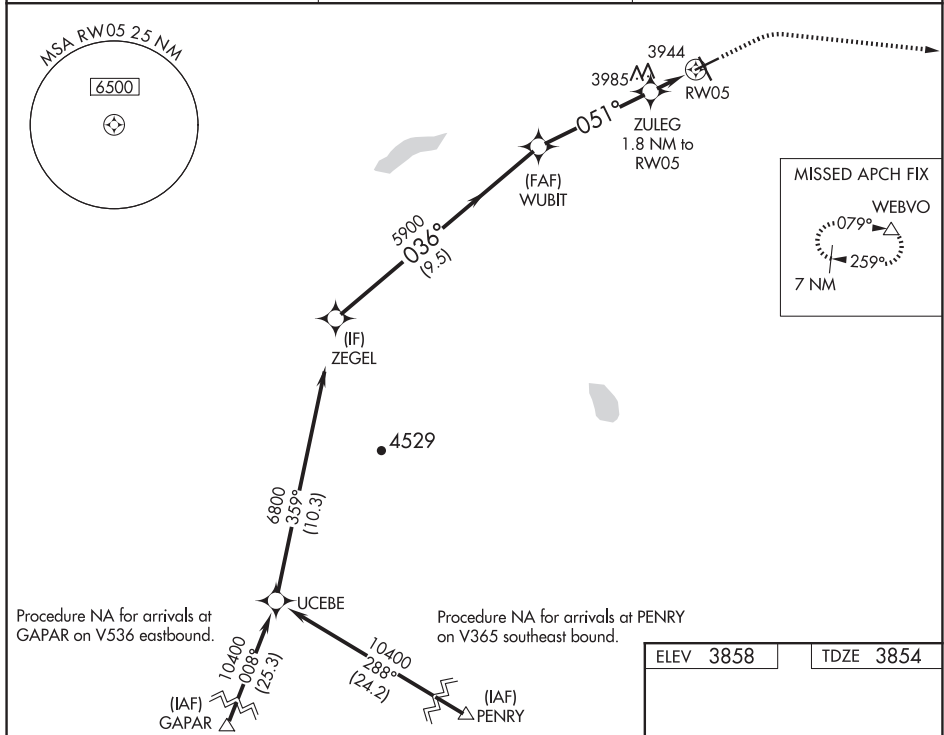 MSA RW05 25 NM
6500
3944
3985
RW05
ZULEG
1.8 NM to
RW05
051°
(FAF)
WUBIT
MISSED APCH FIX
WEBVO
079°
259°
7 NM
5900
036°
(9.5)
(IF)
ZEGEL
4529
6800
359°
(10.3)
UCEBE
Procedure NA for arrivals at
GAPAR on V536 eastbound.
Procedure NA for arrivals at PENRY
on V365 southeast bound.
10400
008°
(25.3)
10400
288°
(24.2)
(IAF)
GAPAR
(IAF)
PENRY
ELEV 3858
TDZE 3854